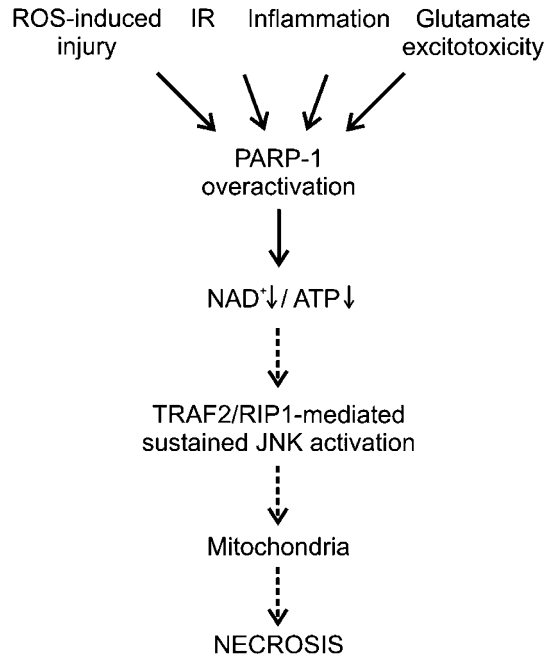 ROS-induced injury
IR
Inflammation
Glutamate excitotoxicity
PARP-1
overactivation
NAD⁺↓/ ATP↓
TRAF2/RIP1-mediated
sustained JNK activation
Mitochondria
NECROSIS